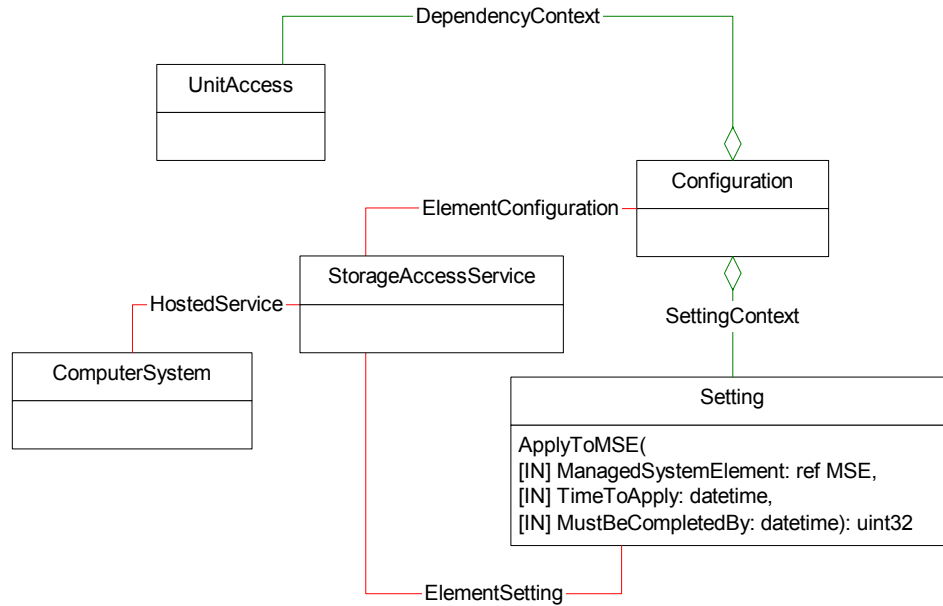 DependencyContext
UnitAccess
Configuration
ElementConfiguration
StorageAccessService
HostedService
SettingContext
ComputerSystem
Setting
ApplyToMSE(
[IN] ManagedSystemElement: ref MSE,
[IN] TimeToApply: datetime,
[IN] MustBeCompletedBy: datetime): uint32
ElementSetting